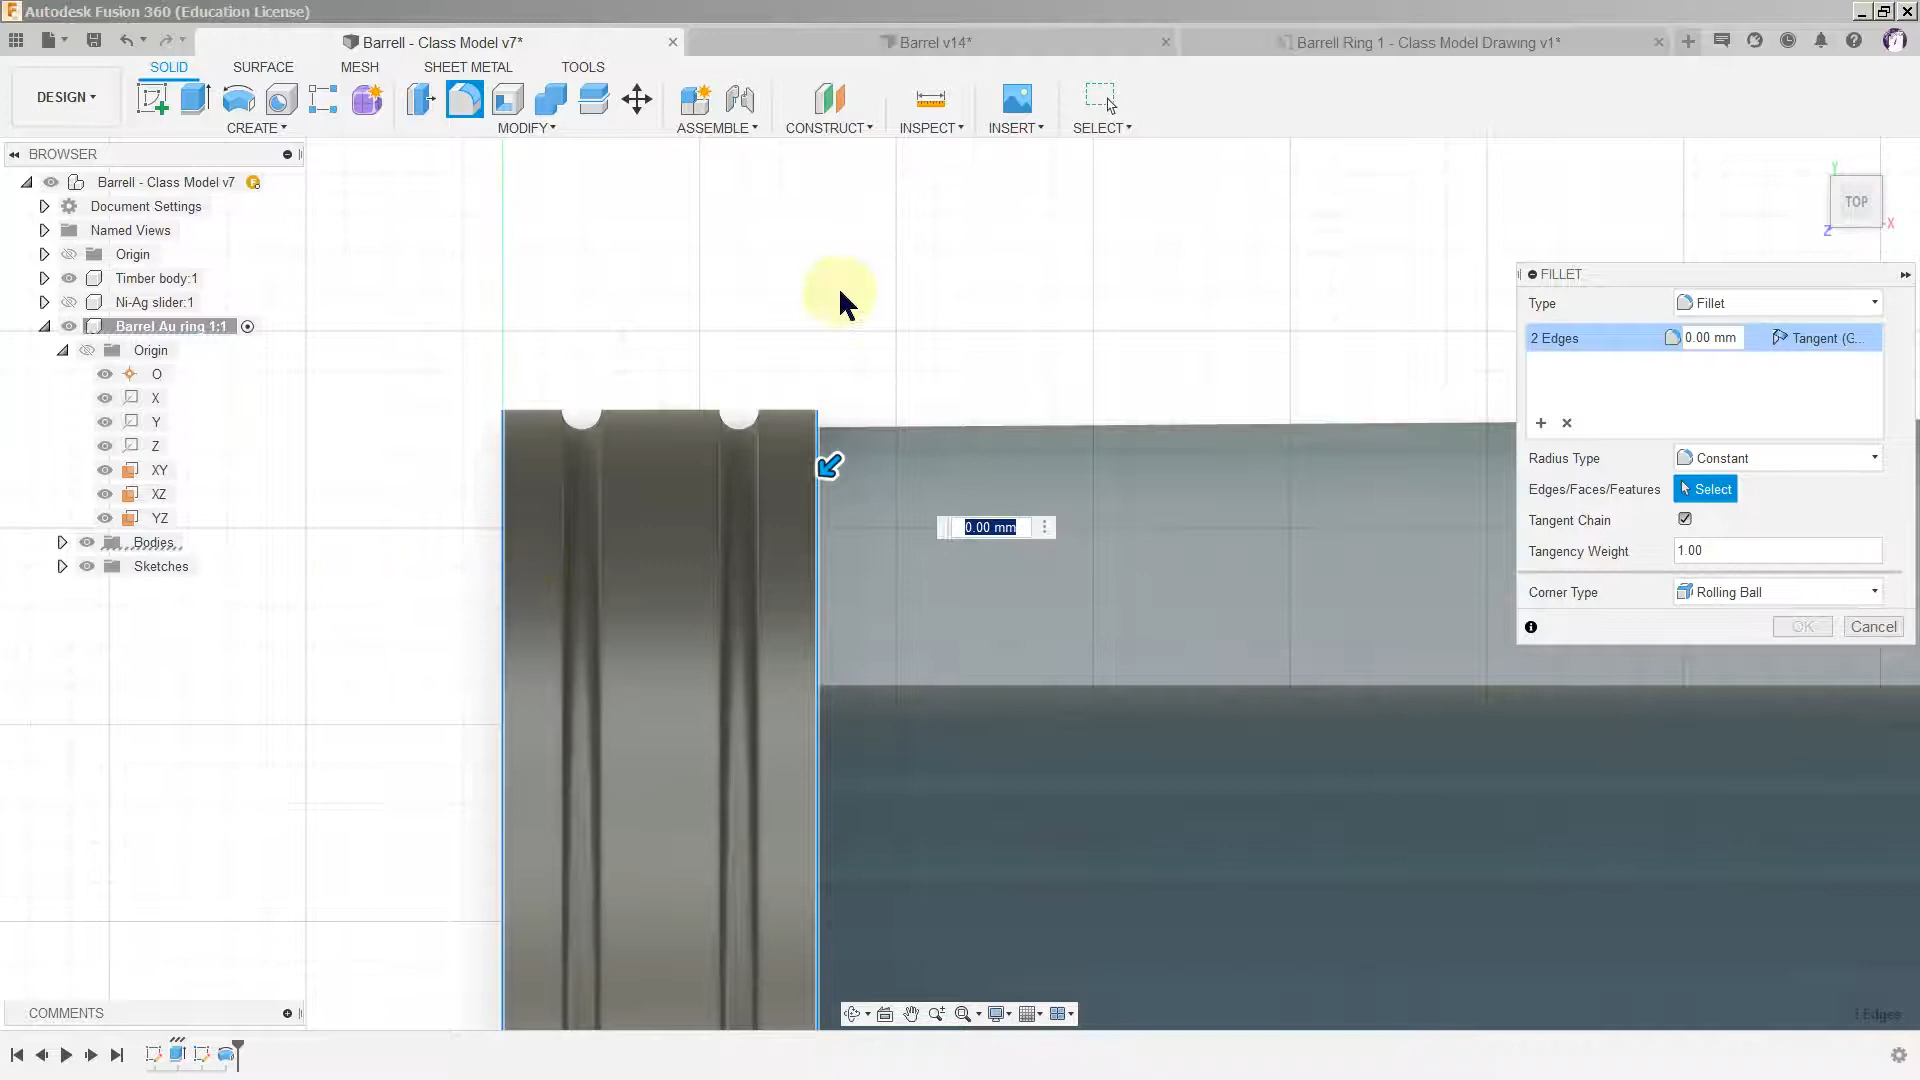 Autodesk Fusion 360 (Education License)
Barrell - Class Model v7*
Barrel v14*
Barrell Ring 1 - Class Model Drawing v1*
SOLID
SURFACE
MESH
SHEET METAL
TOOLS
DESIGN
CREATE
MODIFY
ASSEMBLE
CONSTRUCT
INSPECT
INSERT
SELECT
BROWSER
Barrell - Class Model v7
Document Settings
Named Views
Origin
Timber body:1
Ni-Ag slider:1
Barrel Au ring 1:1
Origin
O
X
Y
Z
XY
XZ
YZ
Bodies
Sketches
Y
TOP
X
Z
FILLET
Type
Fillet
2 Edges
0.00 mm
Tangent (G...
Radius Type
Constant
Edges/Faces/Features
Select
Tangent Chain
Tangency Weight
1.00
Corner Type
Rolling Ball
OK
Cancel
0.00 mm
COMMENTS